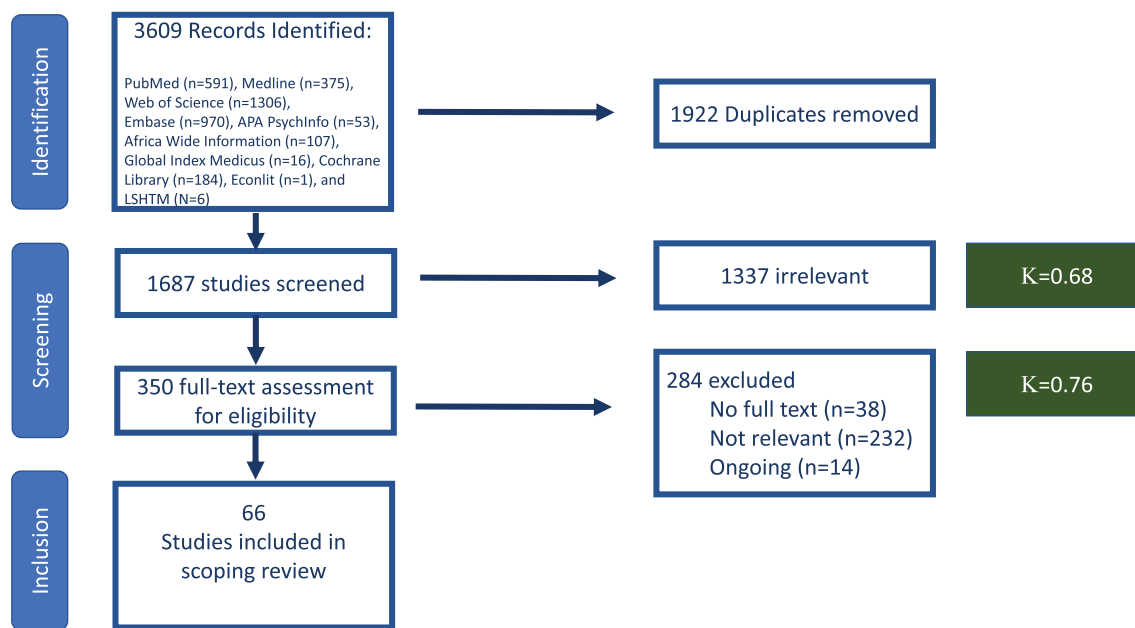 Identification
3609 Records Identified:
PubMed (n=591), Medline (n=375),
Web of Science (n=1306),
Embase (n=970), APA PsychInfo (n=53),
Africa Wide Information (n=107),
Global Index Medicus (n=16), Cochrane
Library (n=184), Econlit (n=1), and
LSHTM (N=6)
1922 Duplicates removed
Screening
1687 studies screened
1337 irrelevant
K=0.68
350 full-text assessment
for eligibility
284 excluded
No full text (n=38)
Not relevant (n=232)
Ongoing (n=14)
K=0.76
Inclusion
66
Studies included in
scoping review